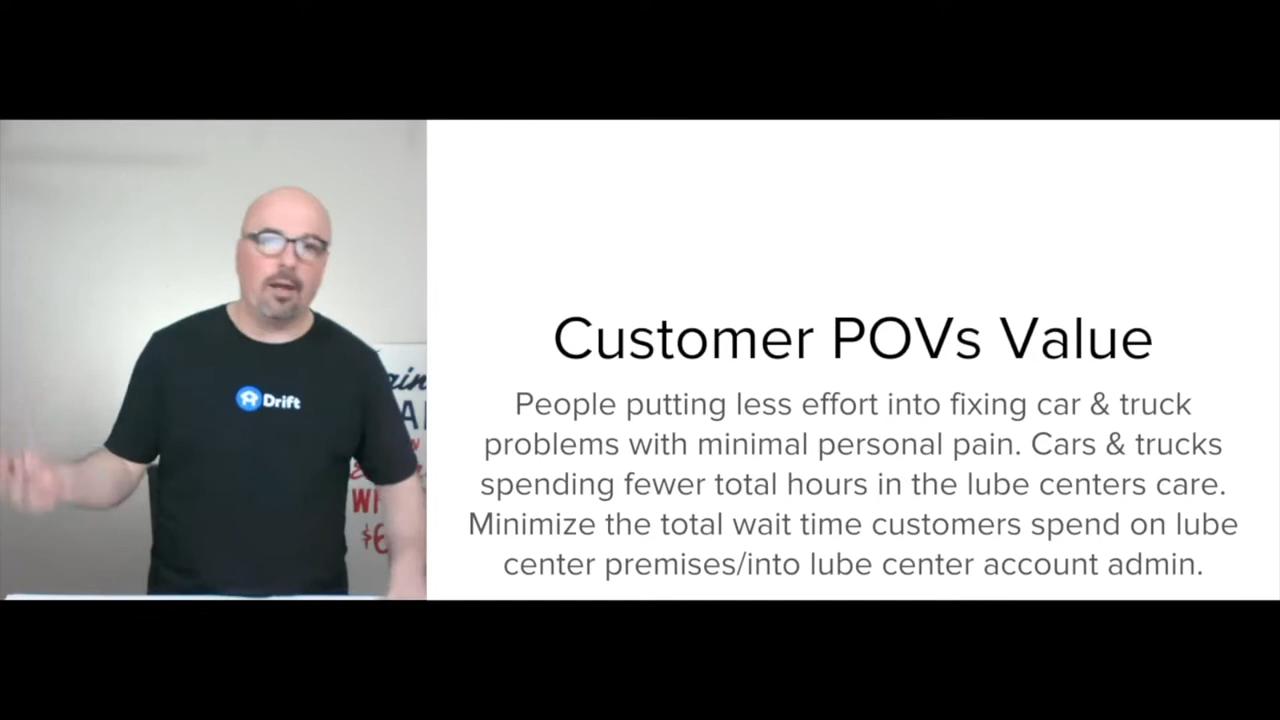 Drift
Customer POVs Value
People putting less effort into fixing car & truck
problems with minimal personal pain. Cars & trucks
spending fewer total hours in the lube centers care.
Minimize the total wait time customers spend on lube
center premises/into lube center account admin.